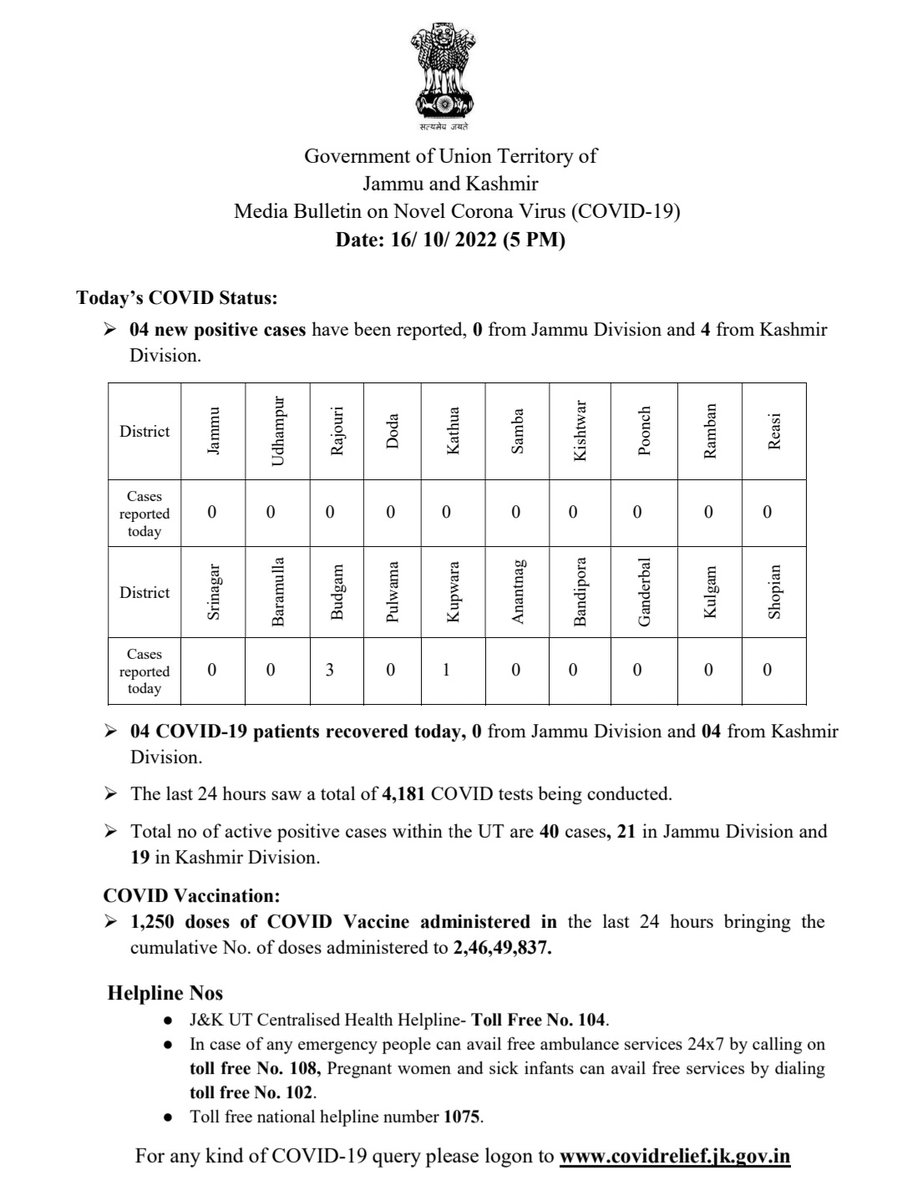 सत्यमेव जयते
Government of Union Territory of
Jammu and Kashmir
Media Bulletin on Novel Corona Virus (COVID-19)
Date: 16/ 10/ 2022 (5 PM)
Today’s COVID Status:
➢ 04 new positive cases have been reported, 0 from Jammu Division and 4 from Kashmir
Division.
District Jammu Udhampur Rajouri Doda Kathua Samba Kishtwar Poonch Ramban Reasi
Cases
reported
today
0 0 0 0 0 0 0 0 0 0
District Srinagar Baramulla Budgam Pulwama Kupwara Anantnag Bandipora Ganderbal Kulgam Shopian
Cases
reported
today
0 0 3 0 1 0 0 0 0 0
➢ 04 COVID-19 patients recovered today, 0 from Jammu Division and 04 from Kashmir
Division.
➢ The last 24 hours saw a total of 4,181 COVID tests being conducted.
➢ Total no of active positive cases within the UT are 40 cases, 21 in Jammu Division and
19 in Kashmir Division.
COVID Vaccination:
➢ 1,250 doses of COVID Vaccine administered in the last 24 hours bringing the
cumulative No. of doses administered to 2,46,49,837.
Helpline Nos
● J&K UT Centralised Health Helpline- Toll Free No. 104.
● In case of any emergency people can avail free ambulance services 24x7 by calling on
toll free No. 108, Pregnant women and sick infants can avail free services by dialing
toll free No. 102.
● Toll free national helpline number 1075.
For any kind of COVID-19 query please logon to www.covidrelief.jk.gov.in